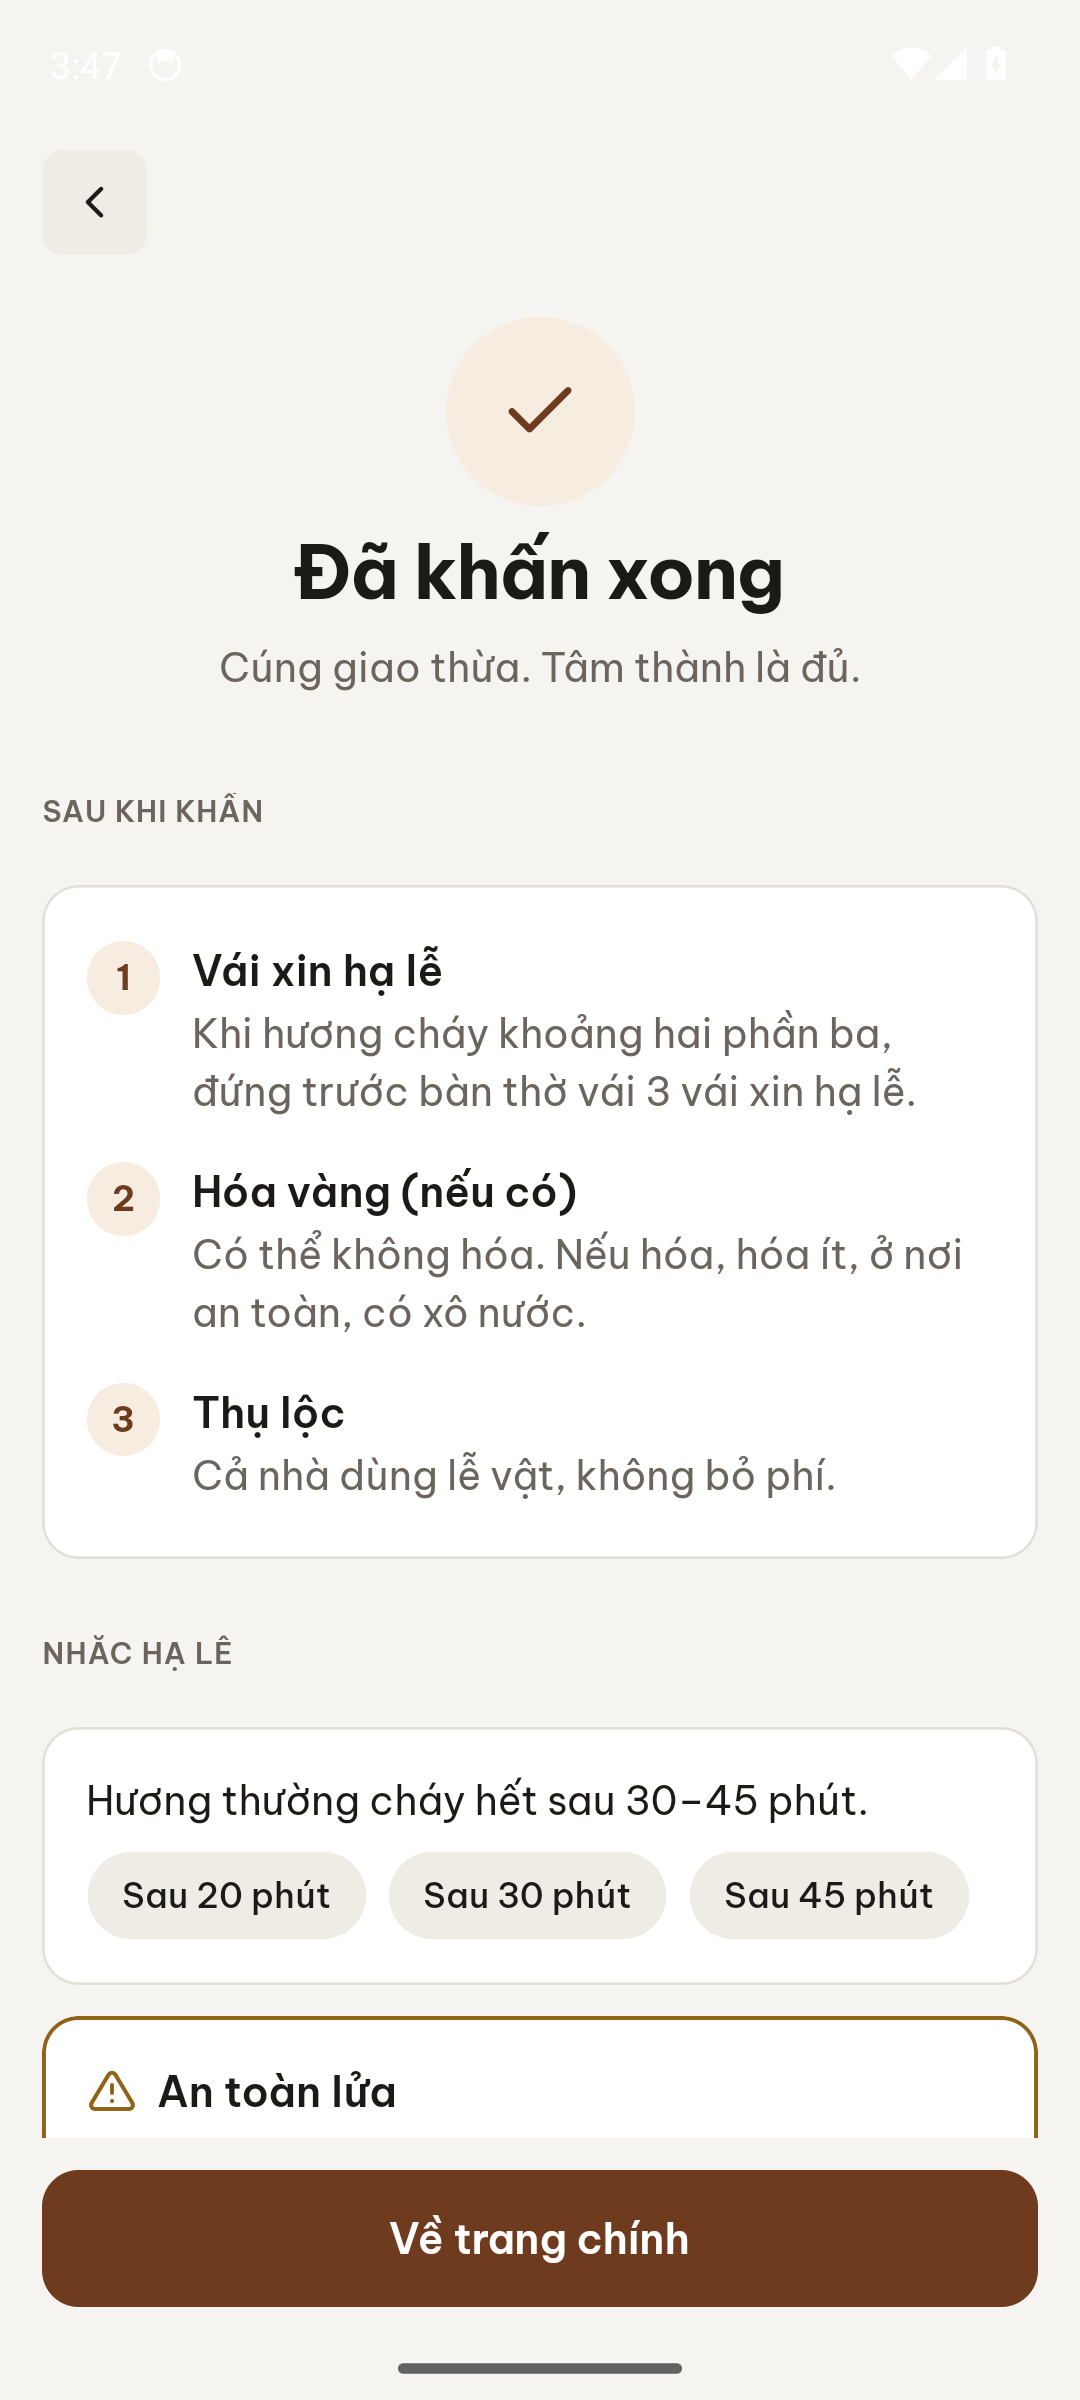 3:47
Đã khấn xong
Cúng giao thừa. Tâm thành là đủ.
SAU KHI KHẤN
1
Vái xin hạ lễ
Khi hương cháy khoảng hai phần ba,
đứng trước bàn thờ vái 3 vái xin hạ lễ.
2
Hóa vàng (nếu có)
Có thể không hóa. Nếu hóa, hóa ít, ở nơi
an toàn, có xô nước.
3
Thụ lộc
Cả nhà dùng lễ vật, không bỏ phí.
NHẮC HẠ LỄ
Hương thường cháy hết sau 30–45 phút.
Sau 20 phút
Sau 30 phút
Sau 45 phút
An toàn lửa
Về trang chính